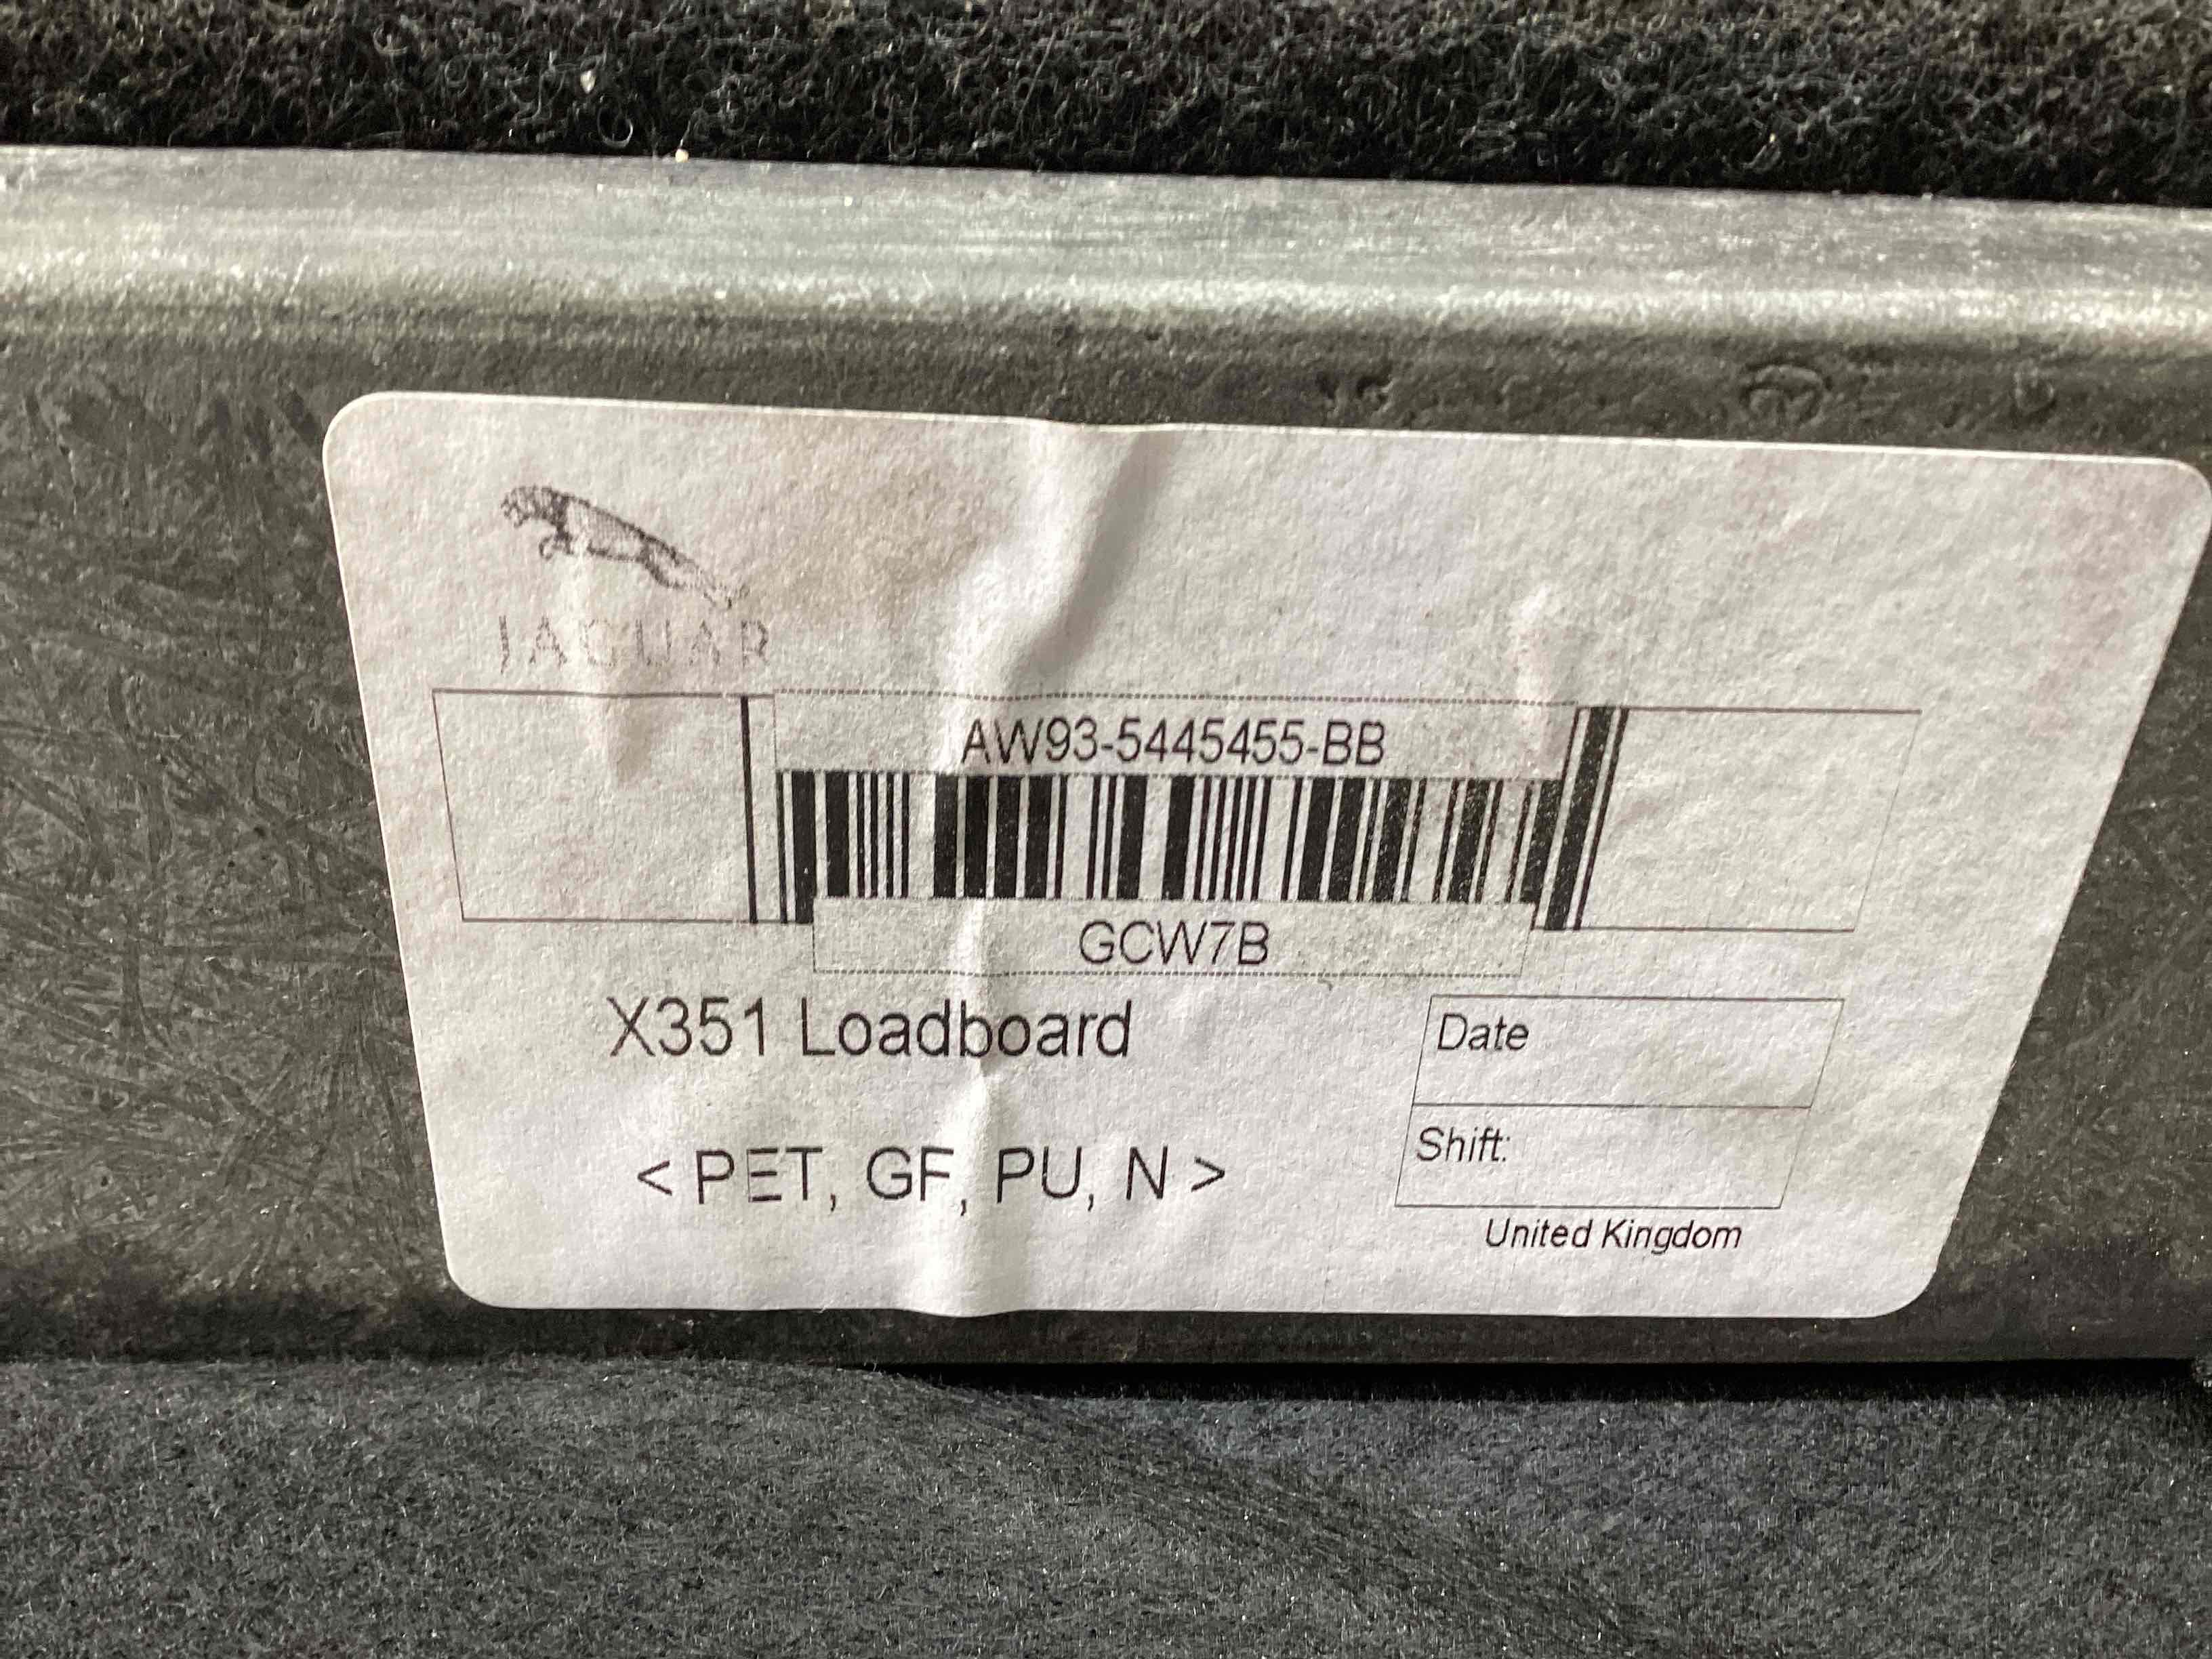 JAGUAR
AW93-5445455-BB
GCW7B
X351 Loadboard
< PET, GF, PU, N >
Date
Shift:
United Kingdom